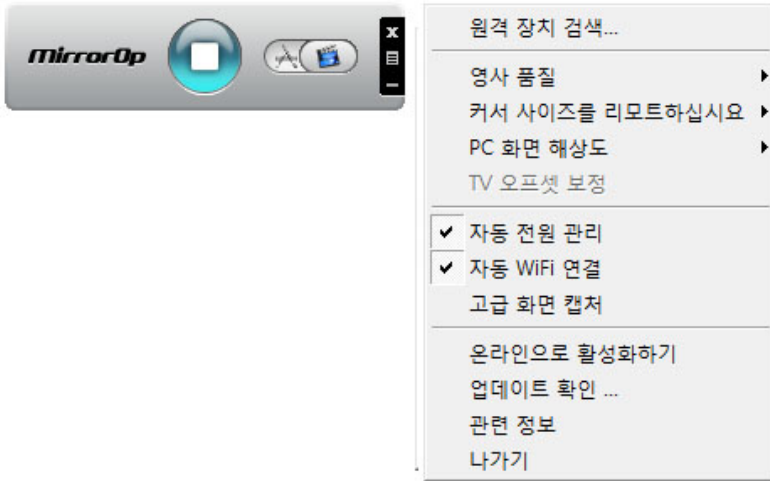 MirrorOp
원격 장치 검색...
영사 품질
커서 사이즈를 리모트하십시요
PC 화면 해상도
TV 오프셋 보정
자동 전원 관리
자동 WiFi 연결
고급 화면 캡처
온라인으로 활성화하기
업데이트 확인 ...
관련 정보
나가기